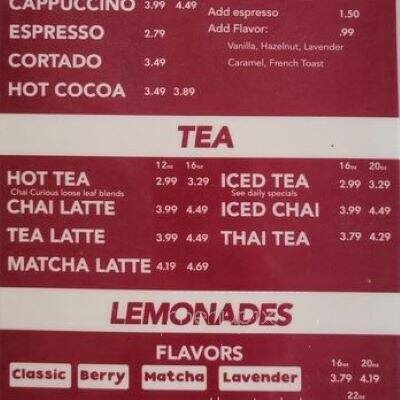 CAPPUCCINO 3.99 4.49
ESPRESSO 2.79
CORTADO 3.49
HOT COCOA 3.49 3.89
Add espresso 1.50
Add Flavor: .99
Vanilla, Hazelnut, Lavender
Caramel, French Toast
TEA
12oz 16oz
HOT TEA 2.99 3.29
Chai Curious loose leaf blends
CHAI LATTE 3.99 4.49
TEA LATTE 3.99 4.49
MATCHA LATTE 4.19 4.69
16oz 20oz
ICED TEA 2.99 3.29
See daily specials
ICED CHAI 3.99 4.49
THAI TEA 3.79 4.29
LEMONADES
FLAVORS
16oz 20oz
Classic Berry Matcha Lavender 3.79 4.19
22oz